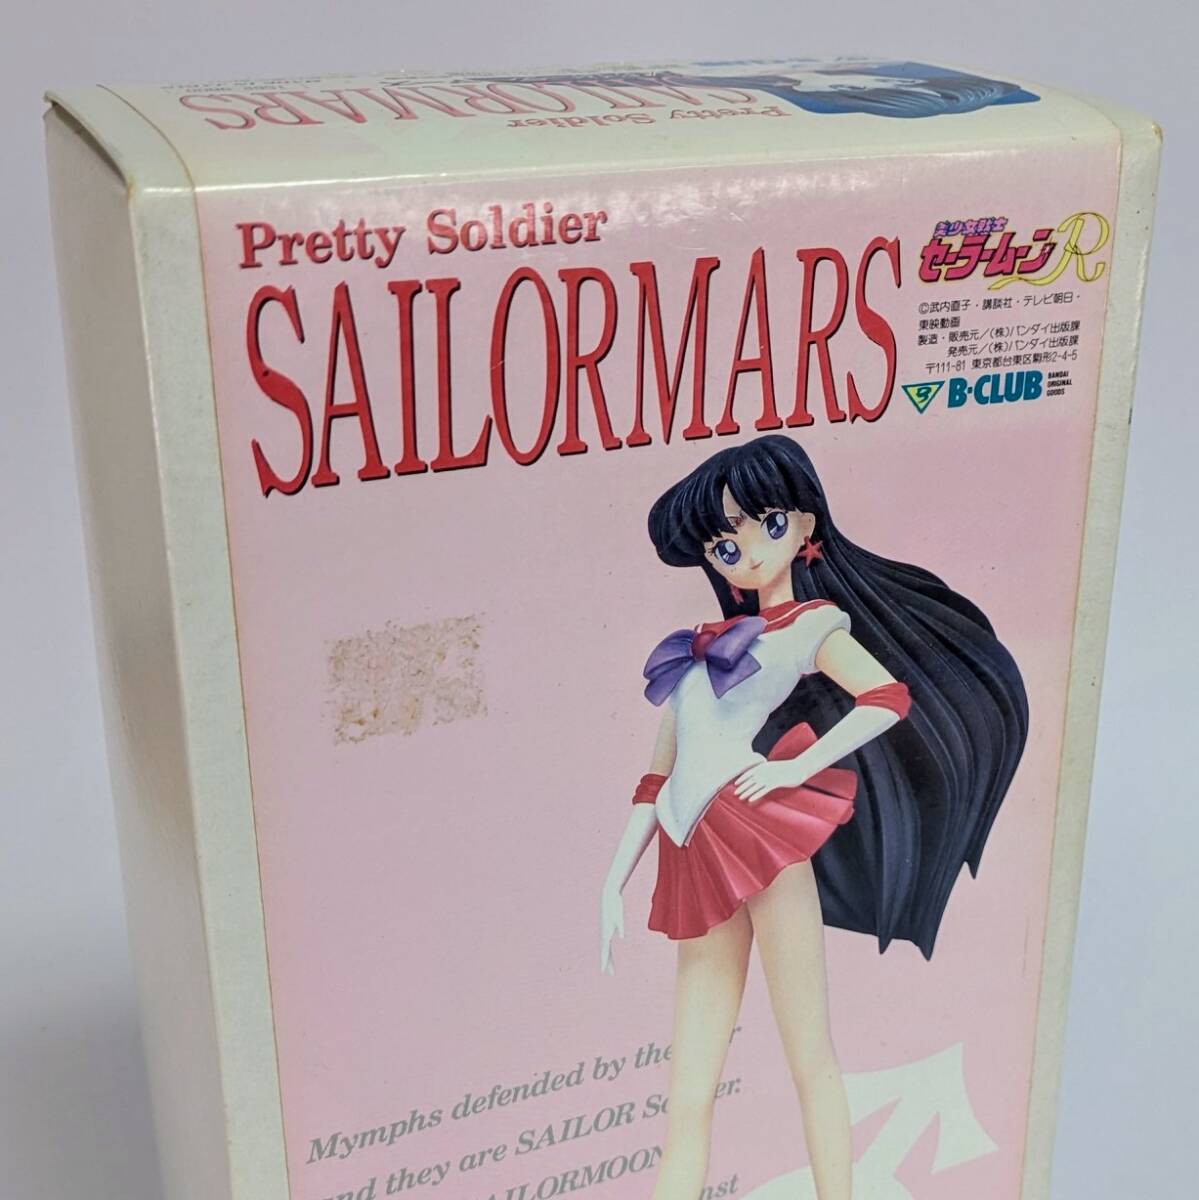 SAILORMARS
Pretty Soldier
Pretty Soldier
SAILORMARS
美少女戦士
セーラームーンR
©武内直子・講談社・テレビ朝日・
東映動画
製造・販売元/(株)バンダイ出版課
発売元/(株)バンダイ出版課
〒111-81 東京都台東区駒形2-4-5
B-CLUB
BANDAI
ORIGINAL
GOODS
Mymphs defended by the
and they are SAILOR
SAILORMOON